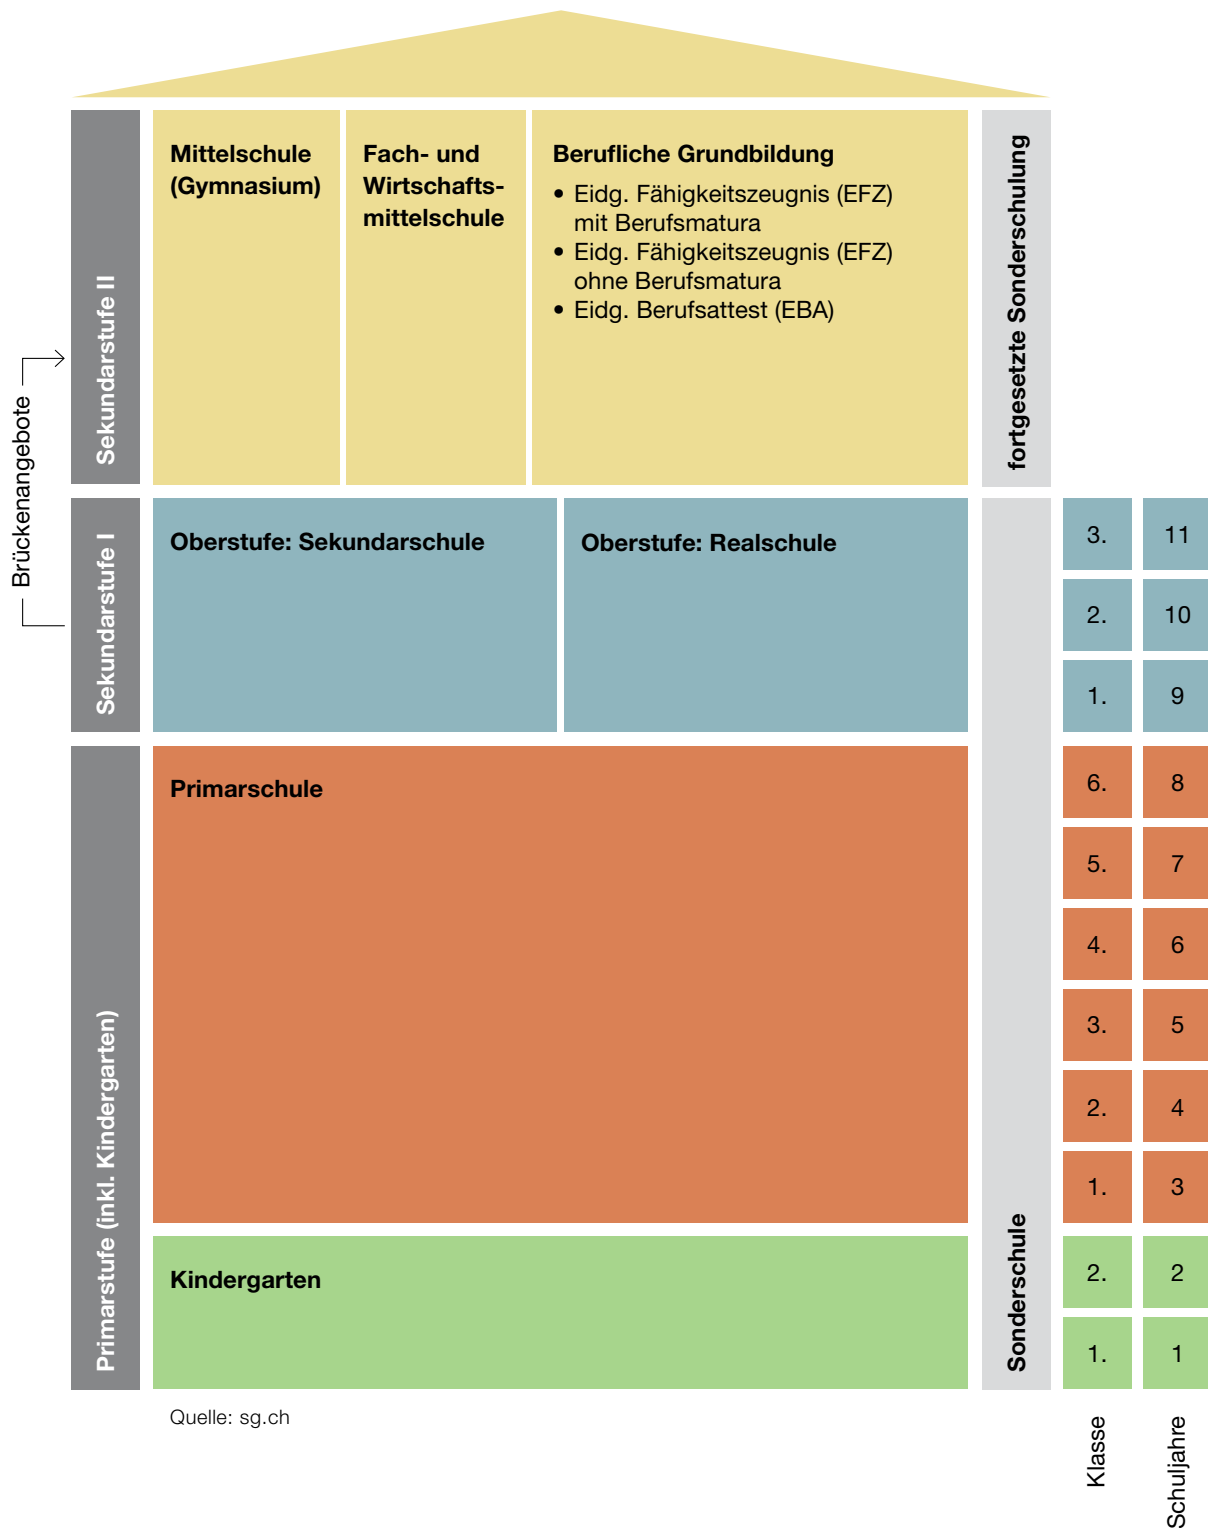 Brückenangebote
Sekundarstufe II
Mittelschule
(Gymnasium)
Fach- und
Wirtschafts-
mittelschule
Berufliche Grundbildung
• Eidg. Fähigkeitszeugnis (EFZ)
mit Berufsmatura
• Eidg. Fähigkeitszeugnis (EFZ)
ohne Berufsmatura
• Eidg. Berufsattest (EBA)
fortgesetzte Sonderschulung
Sekundarstufe I
Oberstufe: Sekundarschule
Oberstufe: Realschule
3. 11
2. 10
1. 9
Primarstufe (inkl. Kindergarten)
Primarschule
6. 8
5. 7
4. 6
3. 5
2. 4
1. 3
Kindergarten
Sonderschule
2. 2
1. 1
Quelle: sg.ch
Klasse
Schuljahre